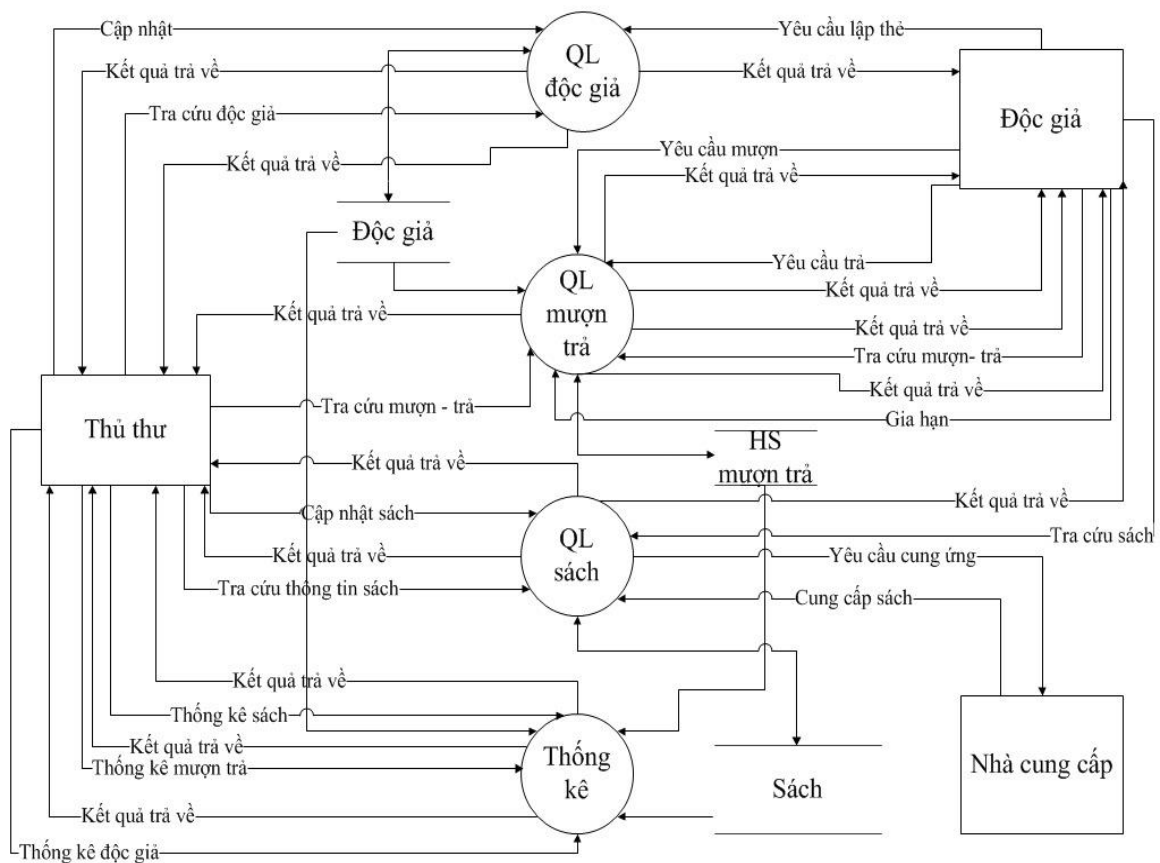 Cập nhật
QL
độc giả
Yêu cầu lập thẻ
Kết quả trả về
Kết quả trả về
Độc giả
Tra cứu độc giả
Kết quả trả về
Yêu cầu mượn
Kết quả trả về
Độc giả
Yêu cầu trả
QL
mượn
trả
Kết quả trả về
Kết quả trả về
Kết quả trả về
Tra cứu mượn- trả
Kết quả trả về
Tra cứu mượn - trả
Gia hạn
Thủ thư
HS
mượn trả
Kết quả trả về
Kết quả trả về
Cập nhật sách
Tra cứu sách
QL
sách
Kết quả trả về
Yêu cầu cung ứng
Tra cứu thông tin sách
Cung cấp sách
Kết quả trả về
Thống kê sách
Kết quả trả về
Thống kê mượn trả
Thống
kê
Nhà cung cấp
Sách
Kết quả trả về
Thống kê độc giả